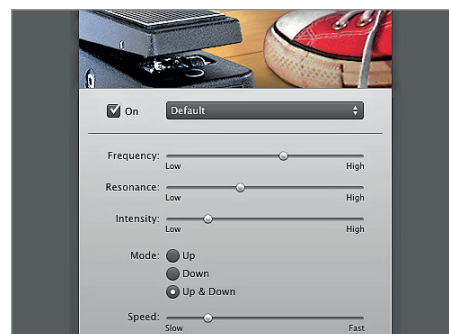 On Default
Frequency:
Low High
Resonance:
Low High
Intensity:
Low High
Mode: Up
Down
Up & Down
Speed:
Slow Fast